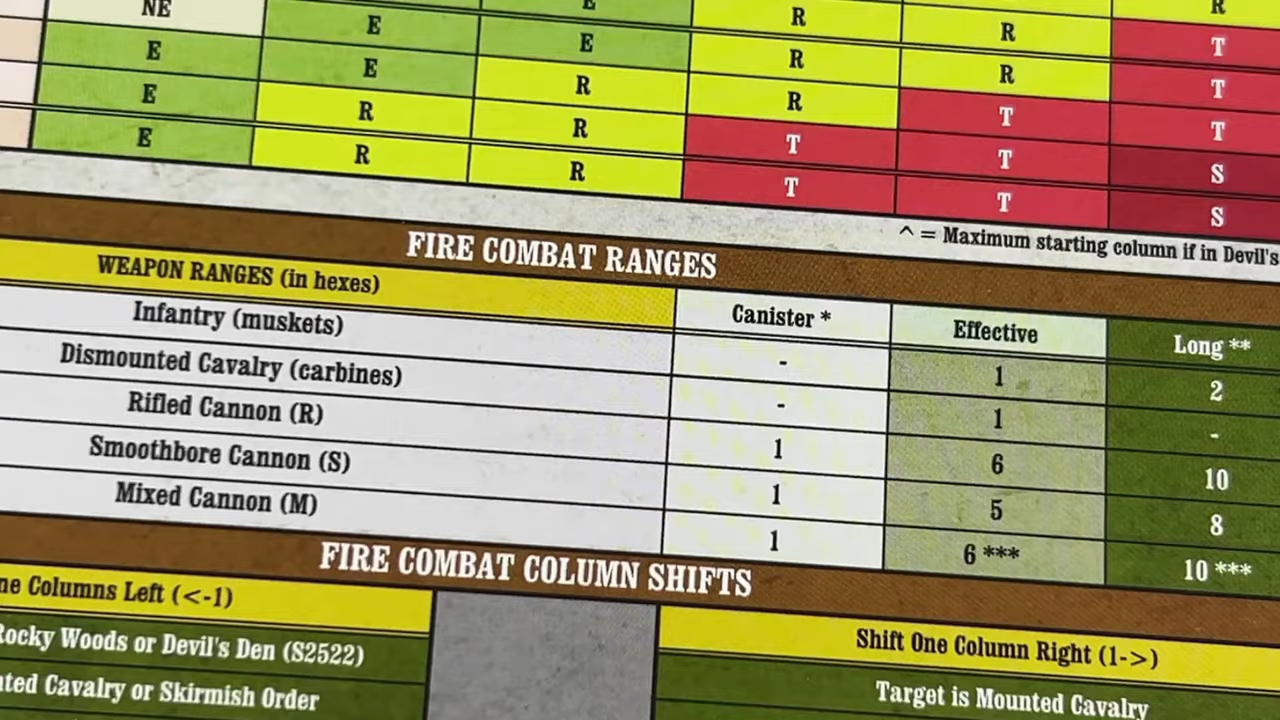 NE E E R R R
E E E R R T
E E R R R T
E R R R T T
E R R T T S
T T S
^ = Maximum starting column if in Devil's
FIRE COMBAT RANGES
WEAPON RANGES (in hexes) Canister * Effective Long **
Infantry (muskets) - 1 2
Dismounted Cavalry (carbines) - 1 -
Rifled Cannon (R) 1 6 10
Smoothbore Cannon (S) 1 5 8
Mixed Cannon (M) 1 6 *** 10 ***
FIRE COMBAT COLUMN SHIFTS
Columns Left (<-1) Shift One Column Right (1->)
Rocky Woods or Devil's Den (S2522) Target is Mounted Cavalry
Cavalry or Skirmish Order